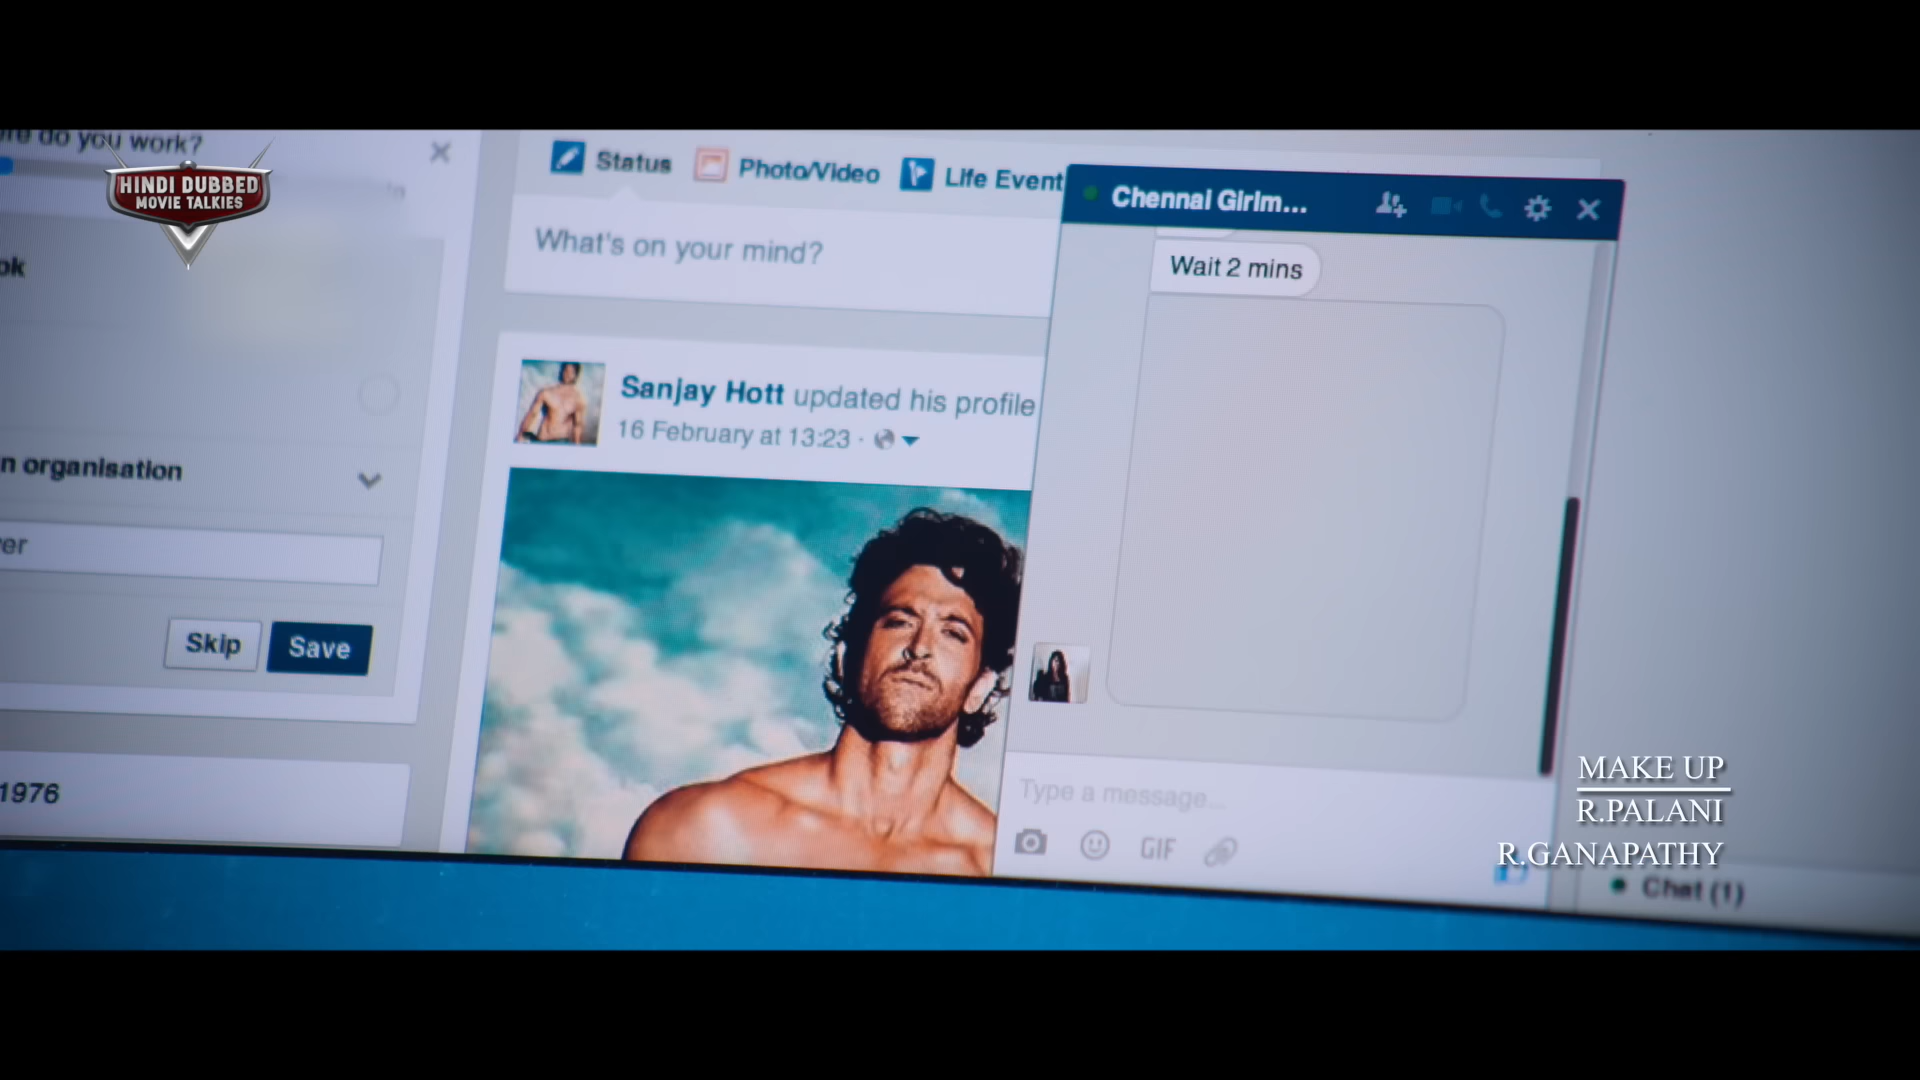 do you work?
HINDI DUBBED
MOVIE TALKIES
ok
n organisation
er
Skip
Save
1976
Status
Photo/Video
Life Event
What's on your mind?
Sanjay Hott updated his profile
16 February at 13:23
Chennai Girlm...
Wait 2 mins
Type a message...
GIF
Chat (1)
MAKE UP
R.PALANI
R.GANAPATHY